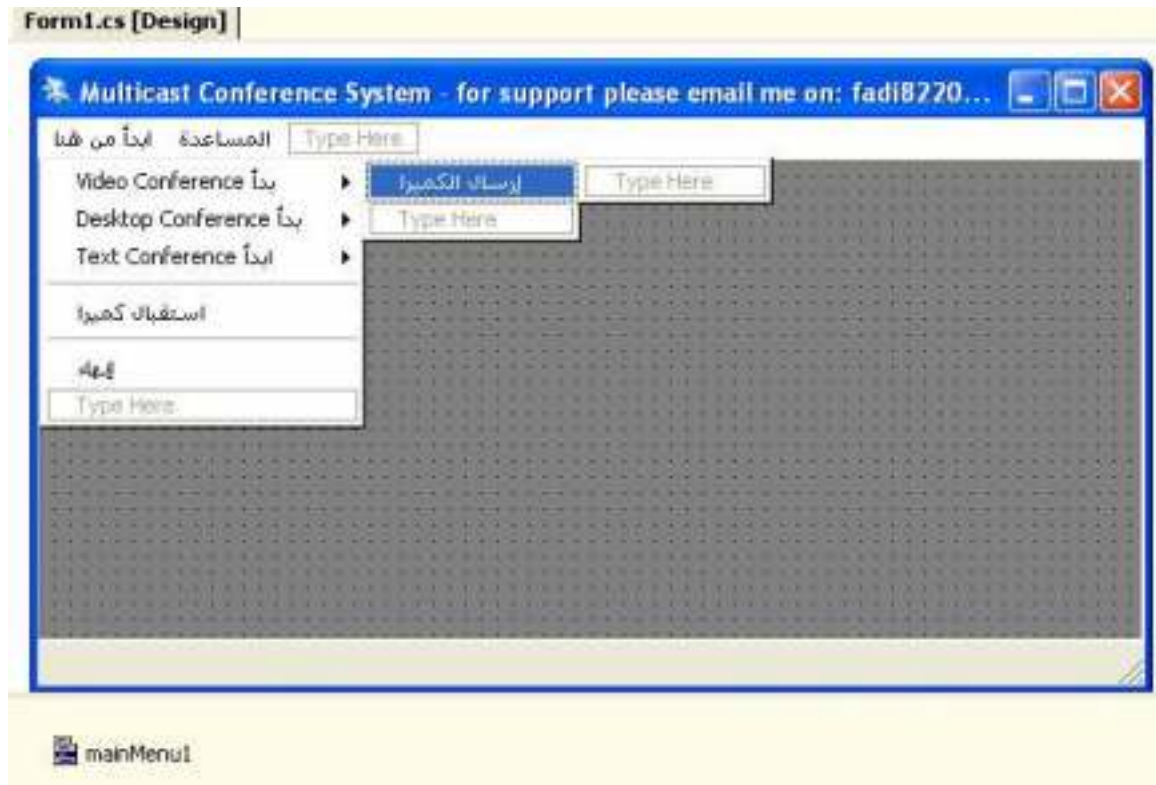 Form1.cs [Design]
Multicast Conference System - for support please email me on: fadi8220...
ابدأ من هنا المساعدة Type Here
Video Conference بدأ
إرسال الكميرا Type Here
Desktop Conference بدأ
Type Here
Text Conference ابدأ
استقبال كميرا
Type Here
mainMenu1